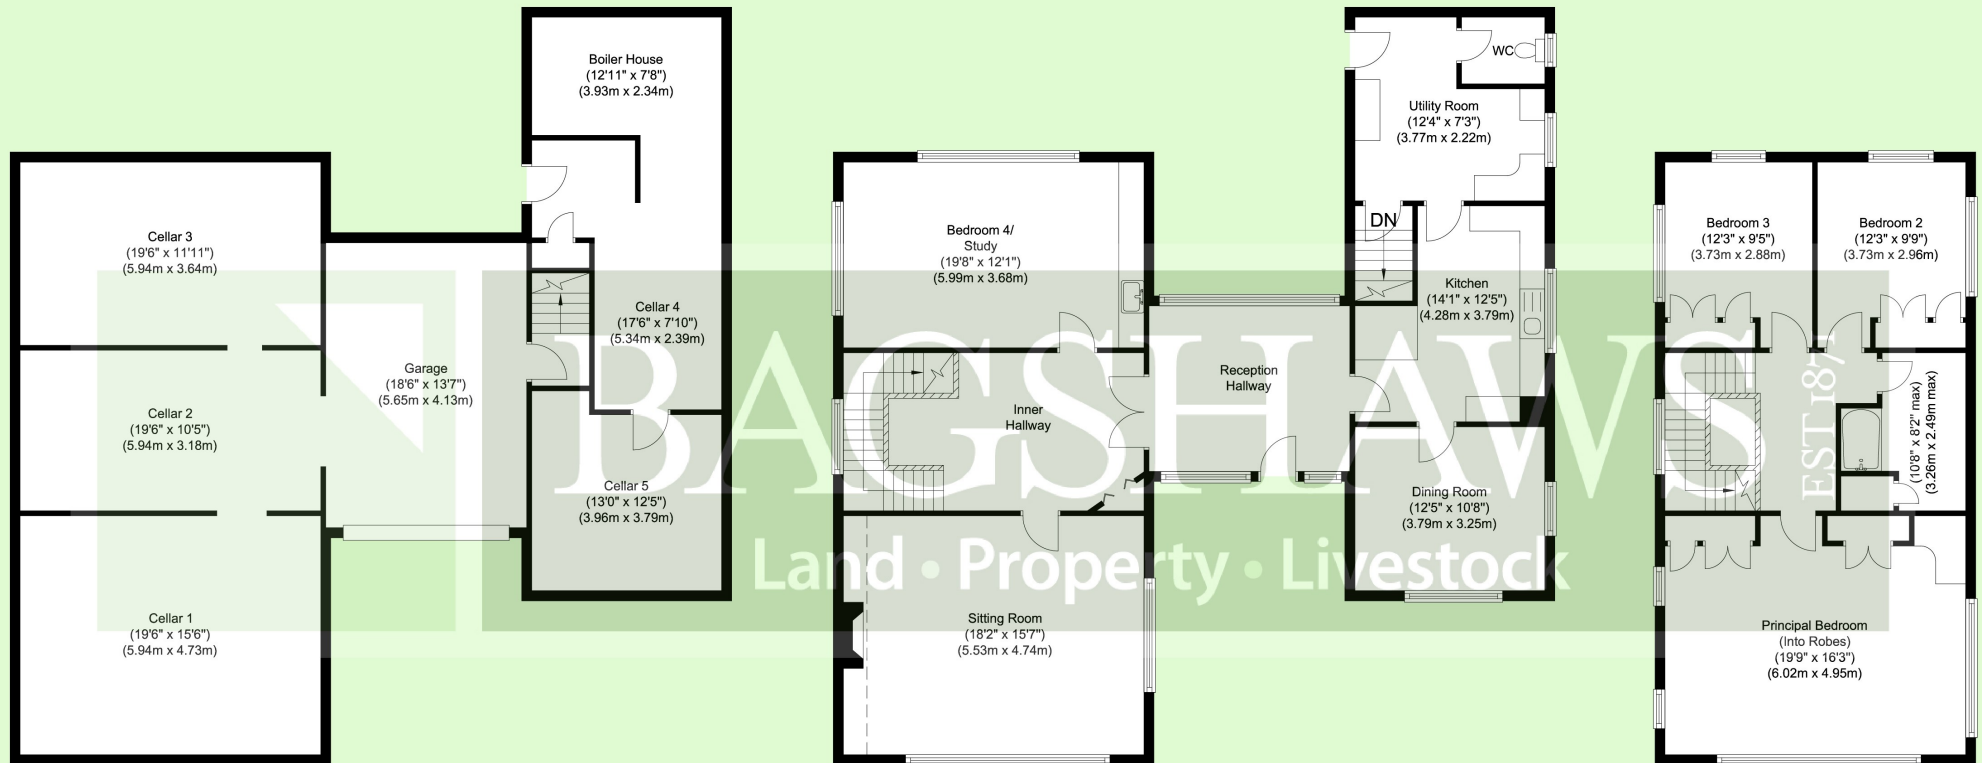 Boiler House
(12'11" x 7'8")
(3.93m x 2.34m)
Cellar 3
(19'6" x 11'11")
(5.94m x 3.64m)
Cellar 2
(19'6" x 10'5")
(5.94m x 3.18m)
Cellar 1
(19'6" x 15'6")
(5.94m x 4.73m)
Garage
(18'6" x 13'7")
(5.65m x 4.13m)
Cellar 4
(17'6" x 7'10")
(5.34m x 2.39m)
Cellar 5
(13'0" x 12'5")
(3.96m x 3.79m)
Bedroom 4/
Study
(19'8" x 12'1")
(5.99m x 3.68m)
Inner
Hallway
Sitting Room
(18'2" x 15'7")
(5.53m x 4.74m)
Reception
Hallway
WC
Utility Room
(12'4" x 7'3")
(3.77m x 2.22m)
DN
Kitchen
(14'1" x 12'5")
(4.28m x 3.79m)
Dining Room
(12'5" x 10'8")
(3.79m x 3.25m)
Bedroom 3
(12'3" x 9'5")
(3.73m x 2.88m)
Bedroom 2
(12'3" x 9'9")
(3.73m x 2.96m)
(10'8" x 8'2" max)
(3.26m x 2.49m max)
Principal Bedroom
(Into Robes)
(19'9" x 16'3")
(6.02m x 4.95m)
BAGSHAWS
EST 1873
Land • Property • Livestock